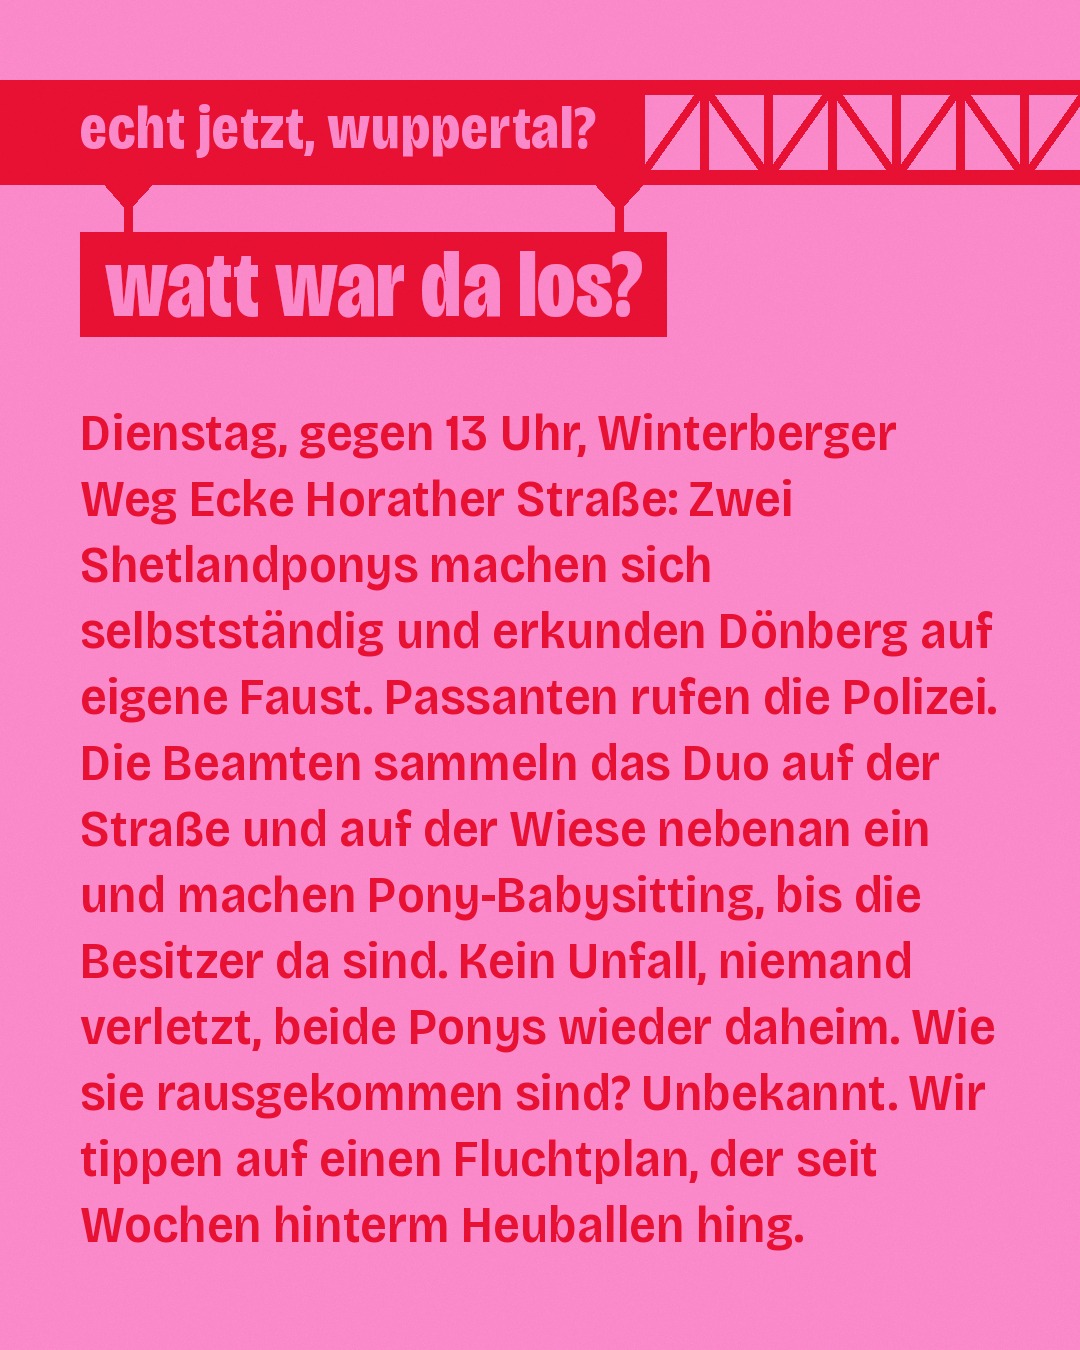 echt jetzt, wuppertal?
watt war da los?
Dienstag, gegen 13 Uhr, Winterberger
Weg Ecke Horather Straße: Zwei
Shetlandponys machen sich
selbstständig und erkunden Dönberg auf
eigene Faust. Passanten rufen die Polizei.
Die Beamten sammeln das Duo auf der
Straße und auf der Wiese nebenan ein
und machen Pony-Babysitting, bis die
Besitzer da sind. Kein Unfall, niemand
verletzt, beide Ponys wieder daheim. Wie
sie rausgekommen sind? Unbekannt. Wir
tippen auf einen Fluchtplan, der seit
Wochen hinterm Heuballen hing.